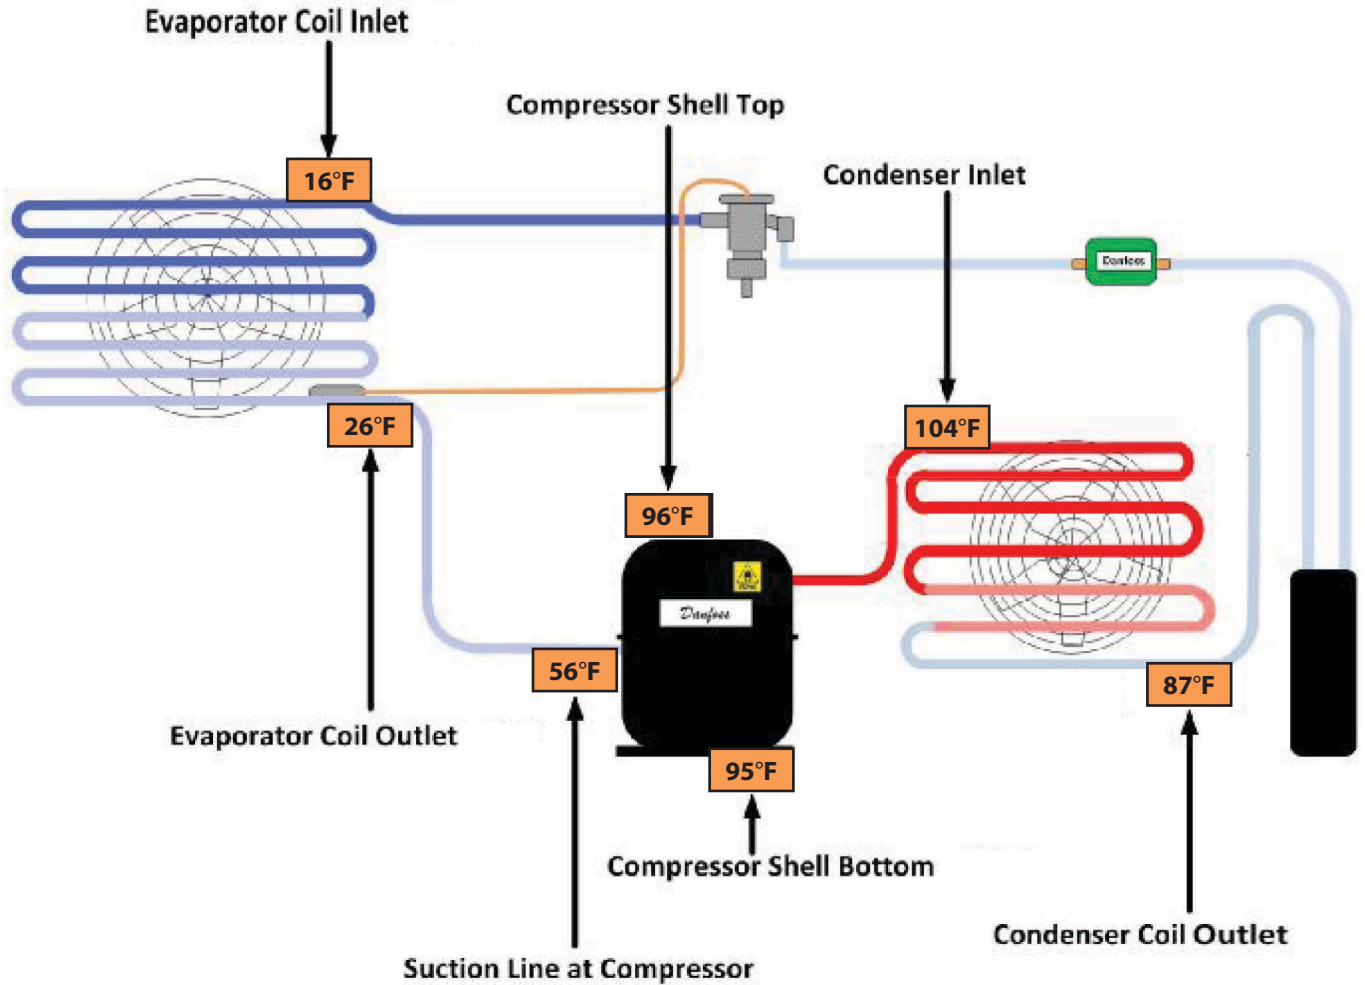 Evaporator Coil Inlet
Compressor Shell Top
16°F
Condenser Inlet
Danfoss
26°F
104°F
96°F
Danfoss
56°F
87°F
Evaporator Coil Outlet
95°F
Compressor Shell Bottom
Condenser Coil Outlet
Suction Line at Compressor